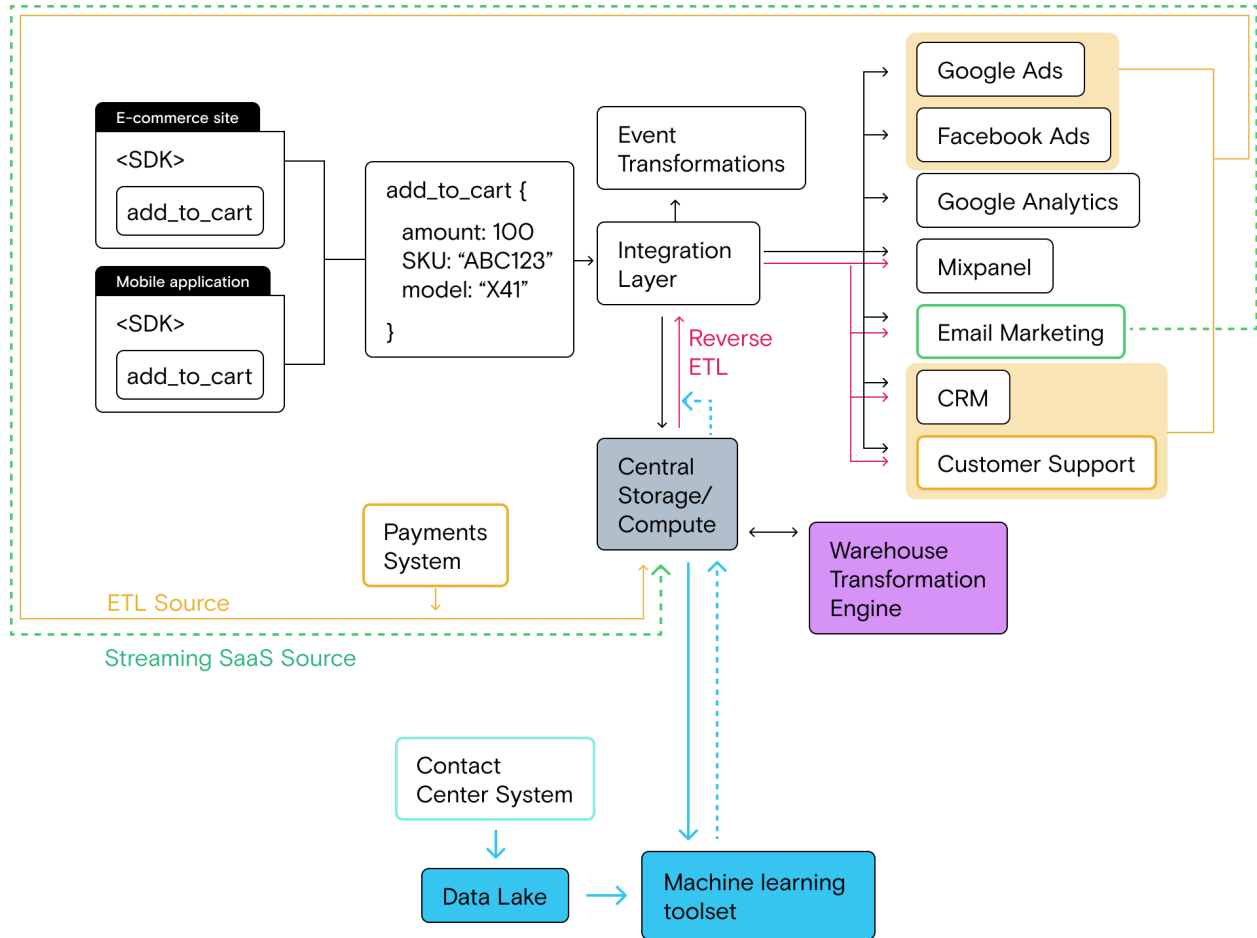 E-commerce site
<SDK>
add_to_cart
Mobile application
<SDK>
add_to_cart
add_to_cart {
amount: 100
SKU: “ABC123”
model: “X41”
}
Event
Transformations
Integration
Layer
Reverse
ETL
Google Ads
Facebook Ads
Google Analytics
Mixpanel
Email Marketing
CRM
Customer Support
Central
Storage/
Compute
Warehouse
Transformation
Engine
Payments
System
ETL Source
Streaming SaaS Source
Contact
Center System
Data Lake
Machine learning
toolset